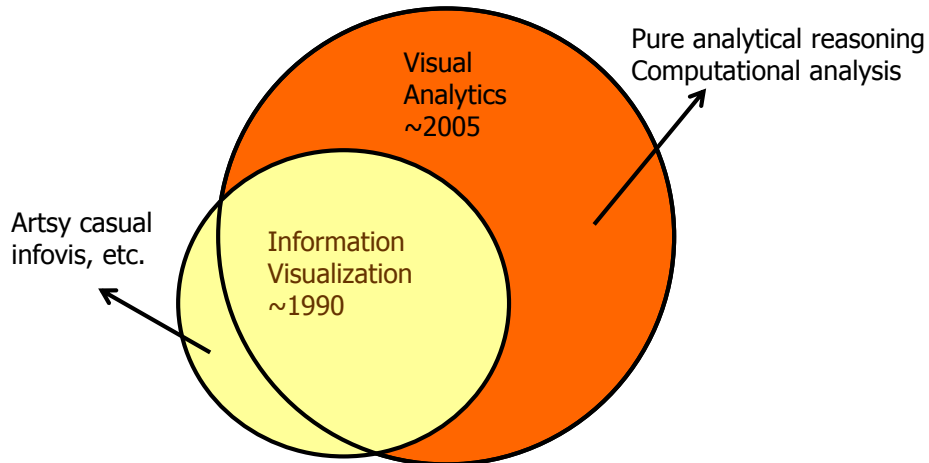 Visual
Analytics
~2005
Pure analytical reasoning
Computational analysis
Artsy casual
infovis, etc.
Information
Visualization
~1990